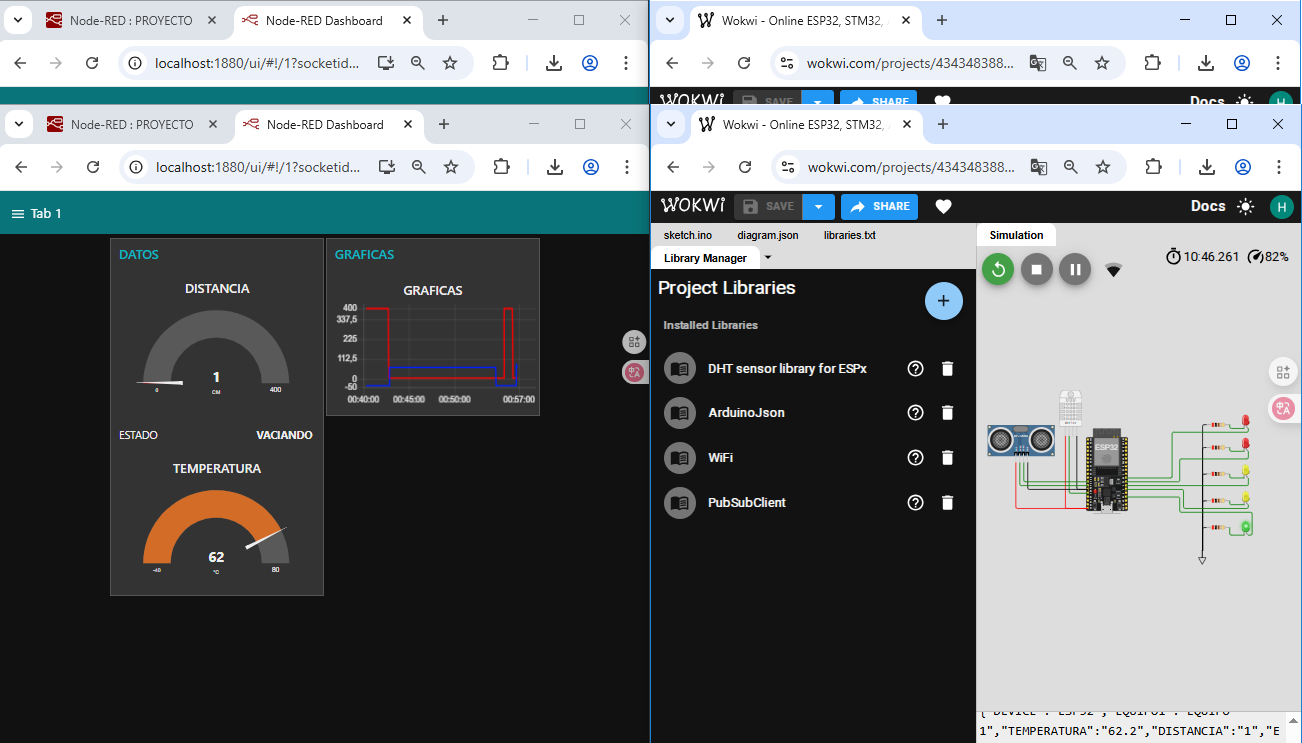 Node-RED : PROYECTO
Node-RED Dashboard
localhost:1880/ui/#!/1?socketid...
Wokwi - Online ESP32, STM32,
wokwi.com/projects/434348388...
WOKWi
SAVE
SHARE
Docs
H
Node-RED : PROYECTO
Node-RED Dashboard
localhost:1880/ui/#!/1?socketid...
Tab 1
DATOS
DISTANCIA
1
CM
0
400
ESTADO
VACIANDO
TEMPERATURA
62
°C
-40
80
GRAFICAS
GRAFICAS
400
337,5
225
112,5
0
-50
00:40:00
00:45:00
00:50:00
00:57:00
Wokwi - Online ESP32, STM32,
wokwi.com/projects/434348388...
WOKWi
SAVE
SHARE
Docs
H
sketch.ino
diagram.json
libraries.txt
Library Manager
Project Libraries
Installed Libraries
DHT sensor library for ESPx
ArduinoJson
WiFi
PubSubClient
Simulation
10:46.261
82%
ESP32
{"DEVICE":"ESP32","EQUIPO1":"EQUIPO
1","TEMPERATURA":"62.2","DISTANCIA":"1","E